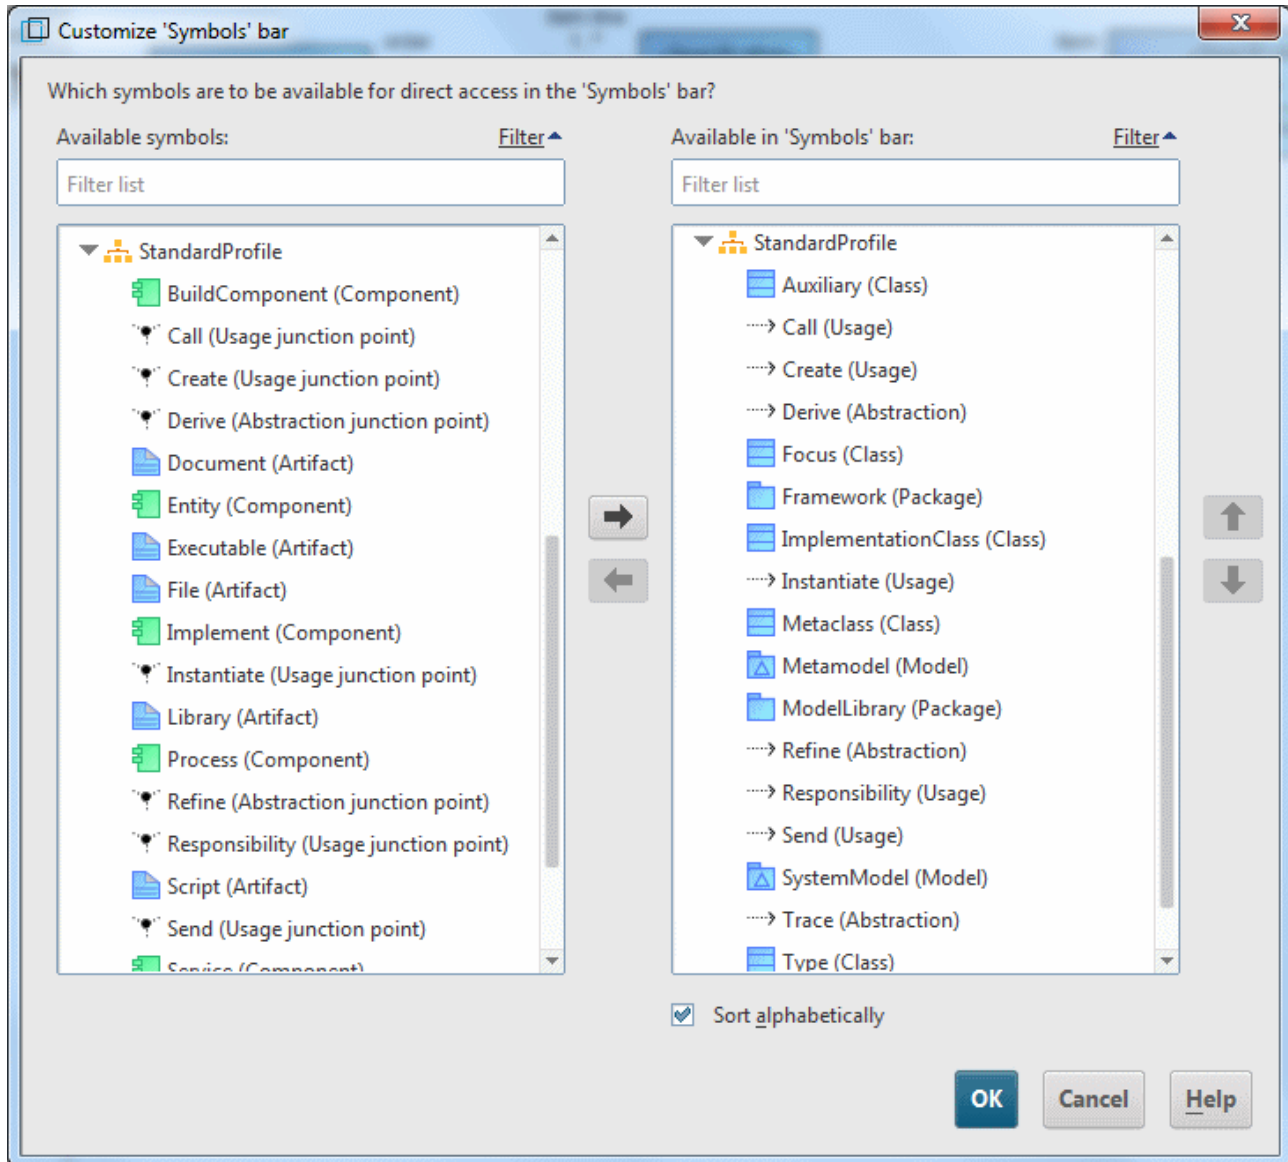 Customize 'Symbols' bar
Which symbols are to be available for direct access in the 'Symbols' bar?
Available symbols:
Filter
Filter list
StandardProfile
BuildComponent (Component)
Call (Usage junction point)
Create (Usage junction point)
Derive (Abstraction junction point)
Document (Artifact)
Entity (Component)
Executable (Artifact)
File (Artifact)
Implement (Component)
Instantiate (Usage junction point)
Library (Artifact)
Process (Component)
Refine (Abstraction junction point)
Responsibility (Usage junction point)
Script (Artifact)
Send (Usage junction point)
Service (Component)
Available in 'Symbols' bar:
Filter
Filter list
StandardProfile
Auxiliary (Class)
Call (Usage)
Create (Usage)
Derive (Abstraction)
Focus (Class)
Framework (Package)
ImplementationClass (Class)
Instantiate (Usage)
Metaclass (Class)
Metamodel (Model)
ModelLibrary (Package)
Refine (Abstraction)
Responsibility (Usage)
Send (Usage)
SystemModel (Model)
Trace (Abstraction)
Type (Class)
Sort alphabetically
OK
Cancel
Help